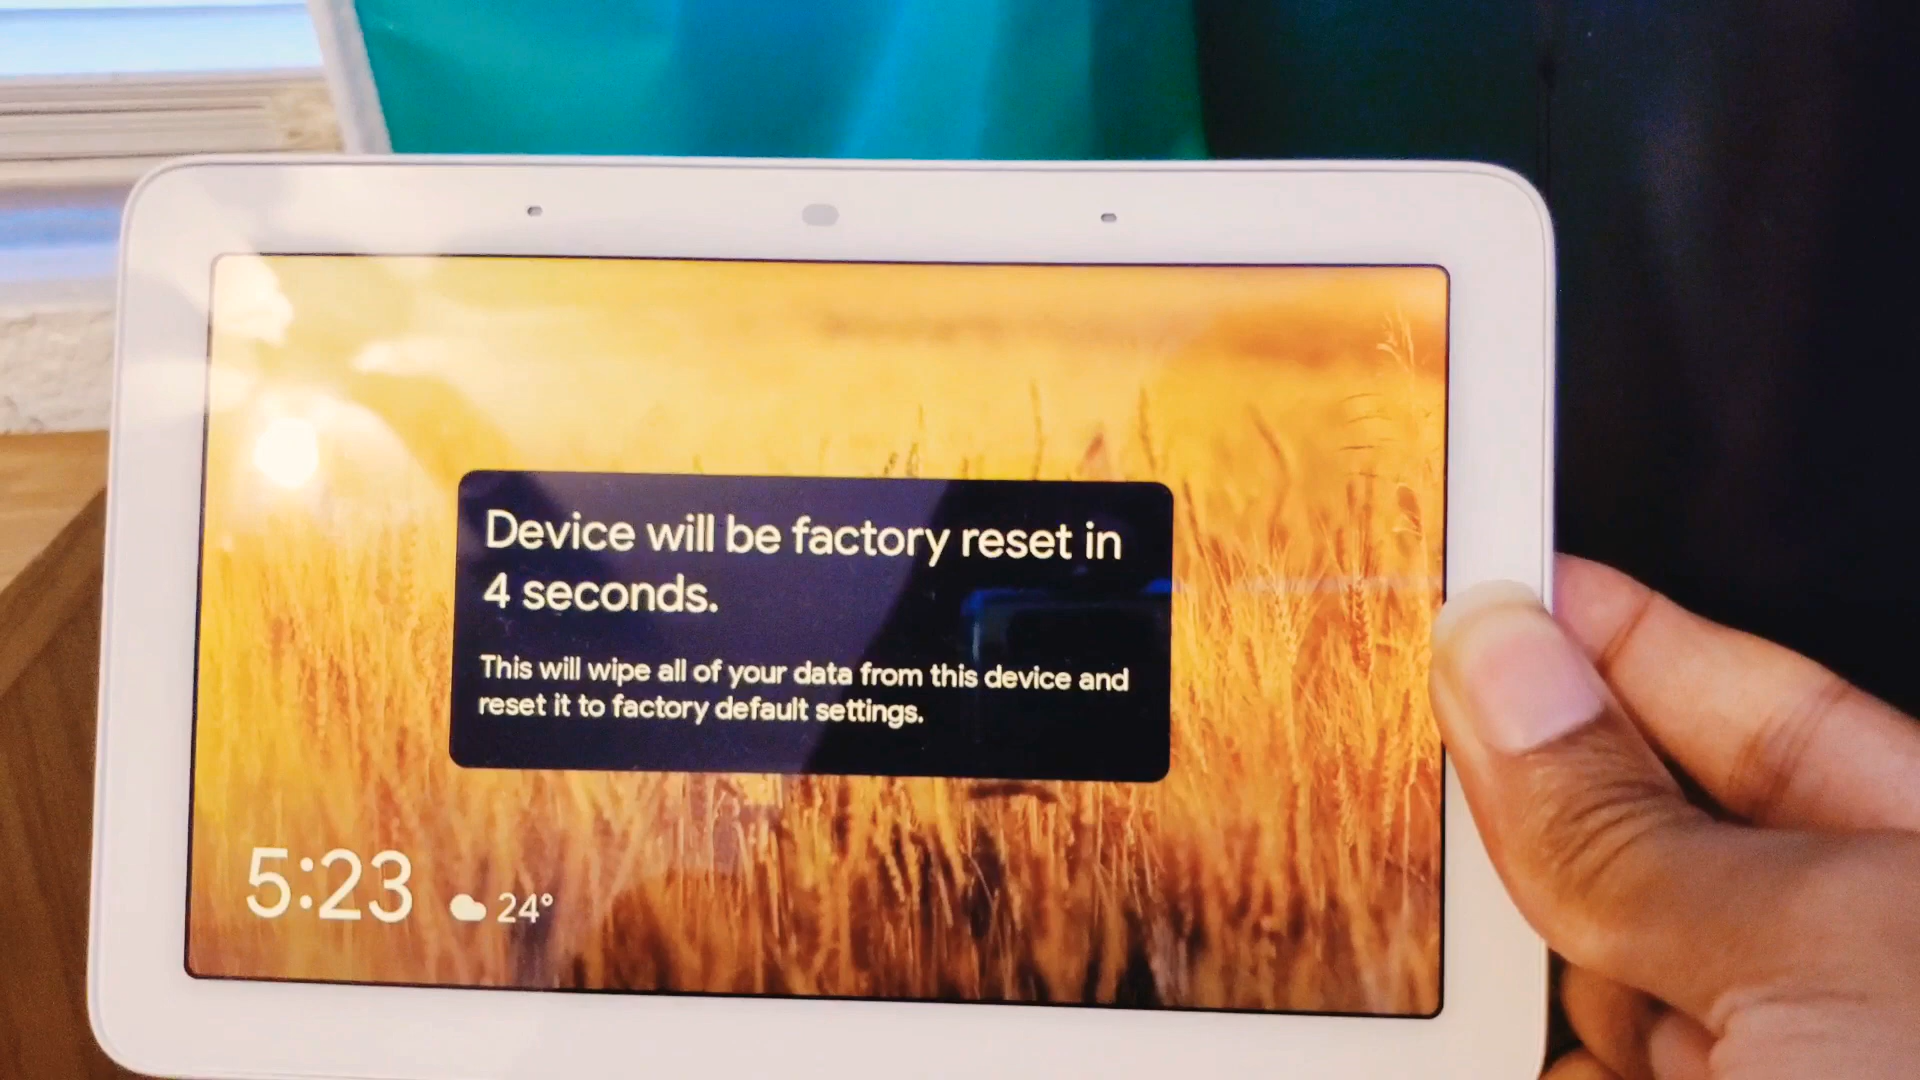 Device will be factory reset in
4 seconds.
This will wipe all of your data from this device and
reset it to factory default settings.
5:23 24°